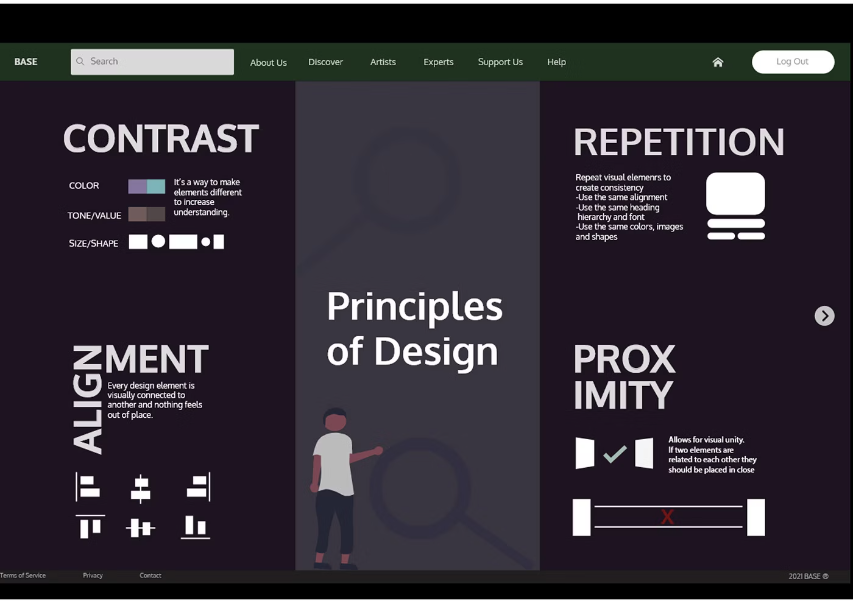 BASE
Search
About Us
Discover
Artists
Experts
Support Us
Help
Log Out
CONTRAST
COLOR
TONE/VALUE
SIZE/SHAPE
It's a way to make
elements different
to increase
understanding.
ALIGNMENT
Every design element is
visually connected to
another and nothing feels
out of place.
Principles
of Design
REPETITION
Repeat visual elemenrs to
create consistency
-Use the same alignment
-Use the same heading
hierarchy and font
-Use the same colors, images
and shapes
PROX
IMITY
Allows for visual unity.
If two elements are
related to each other they
should be placed in close
X
Terms of Service
Privacy
Contact
2021 BASE ®